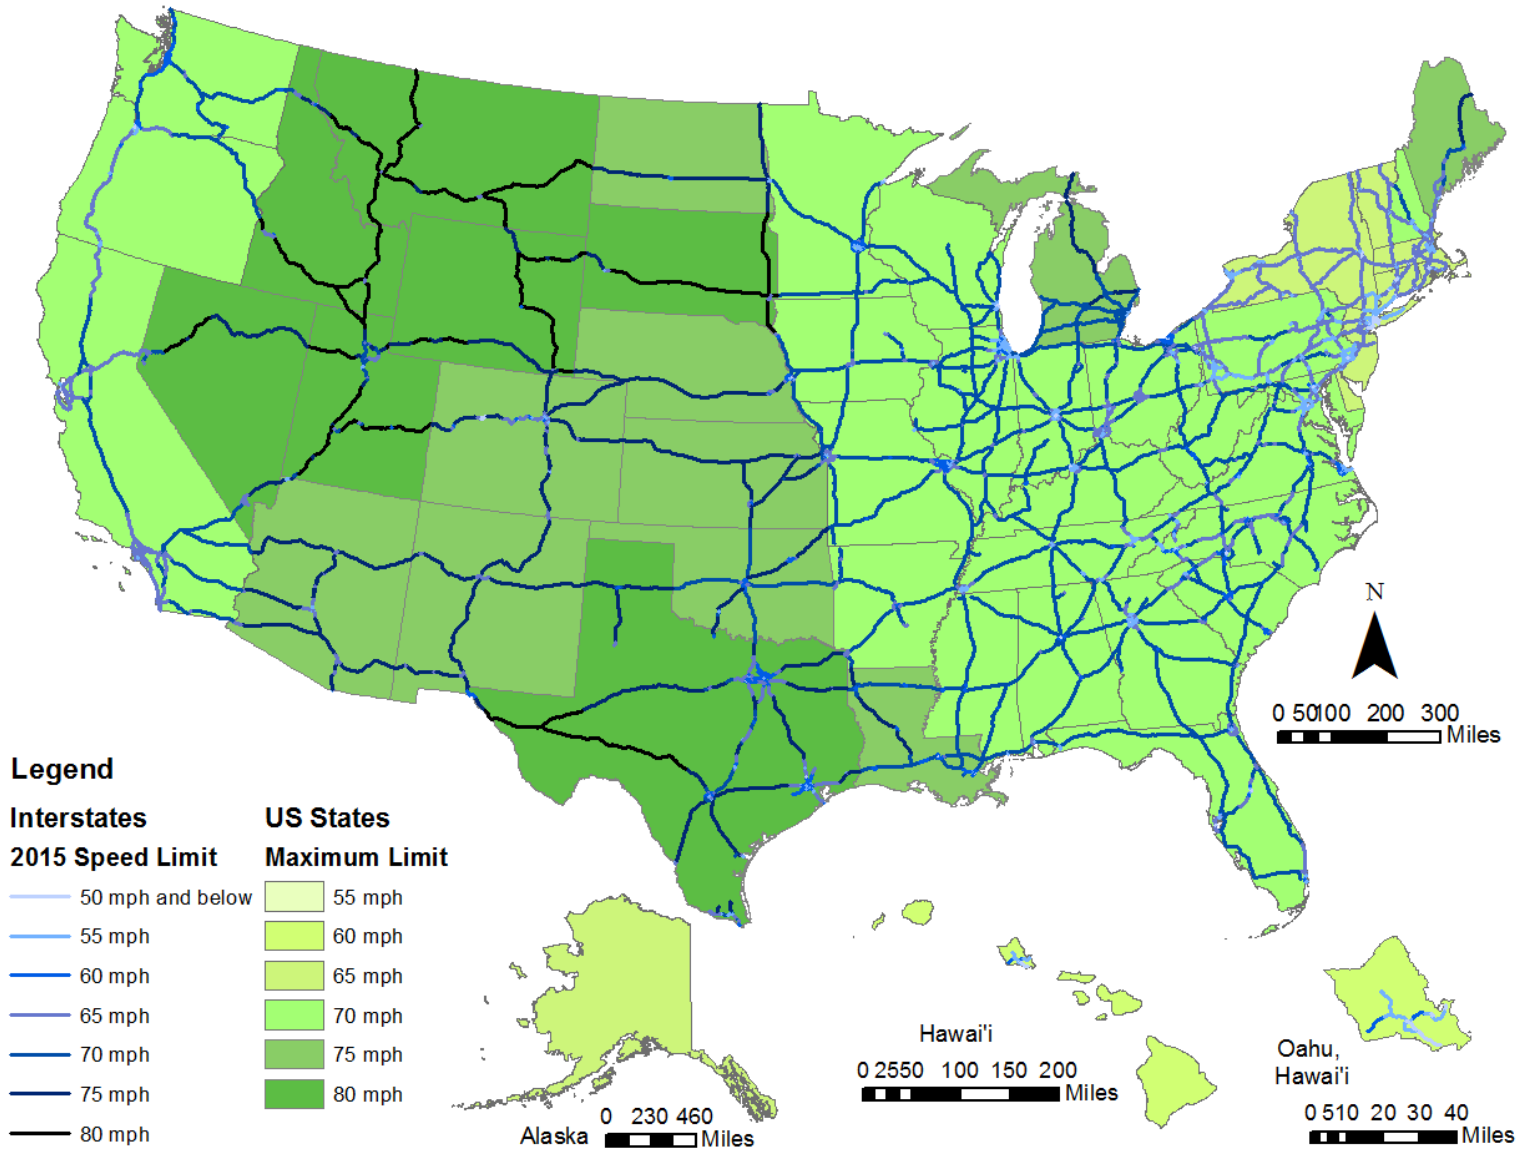 N
0 50100 200 300
Miles
Legend
Interstates
2015 Speed Limit
50 mph and below
55 mph
60 mph
65 mph
70 mph
75 mph
80 mph
US States
Maximum Limit
55 mph
60 mph
65 mph
70 mph
75 mph
80 mph
Alaska
0 230 460
Miles
Hawai'i
0 2550 100 150 200
Miles
Oahu,
Hawai'i
0 510 20 30 40
Miles